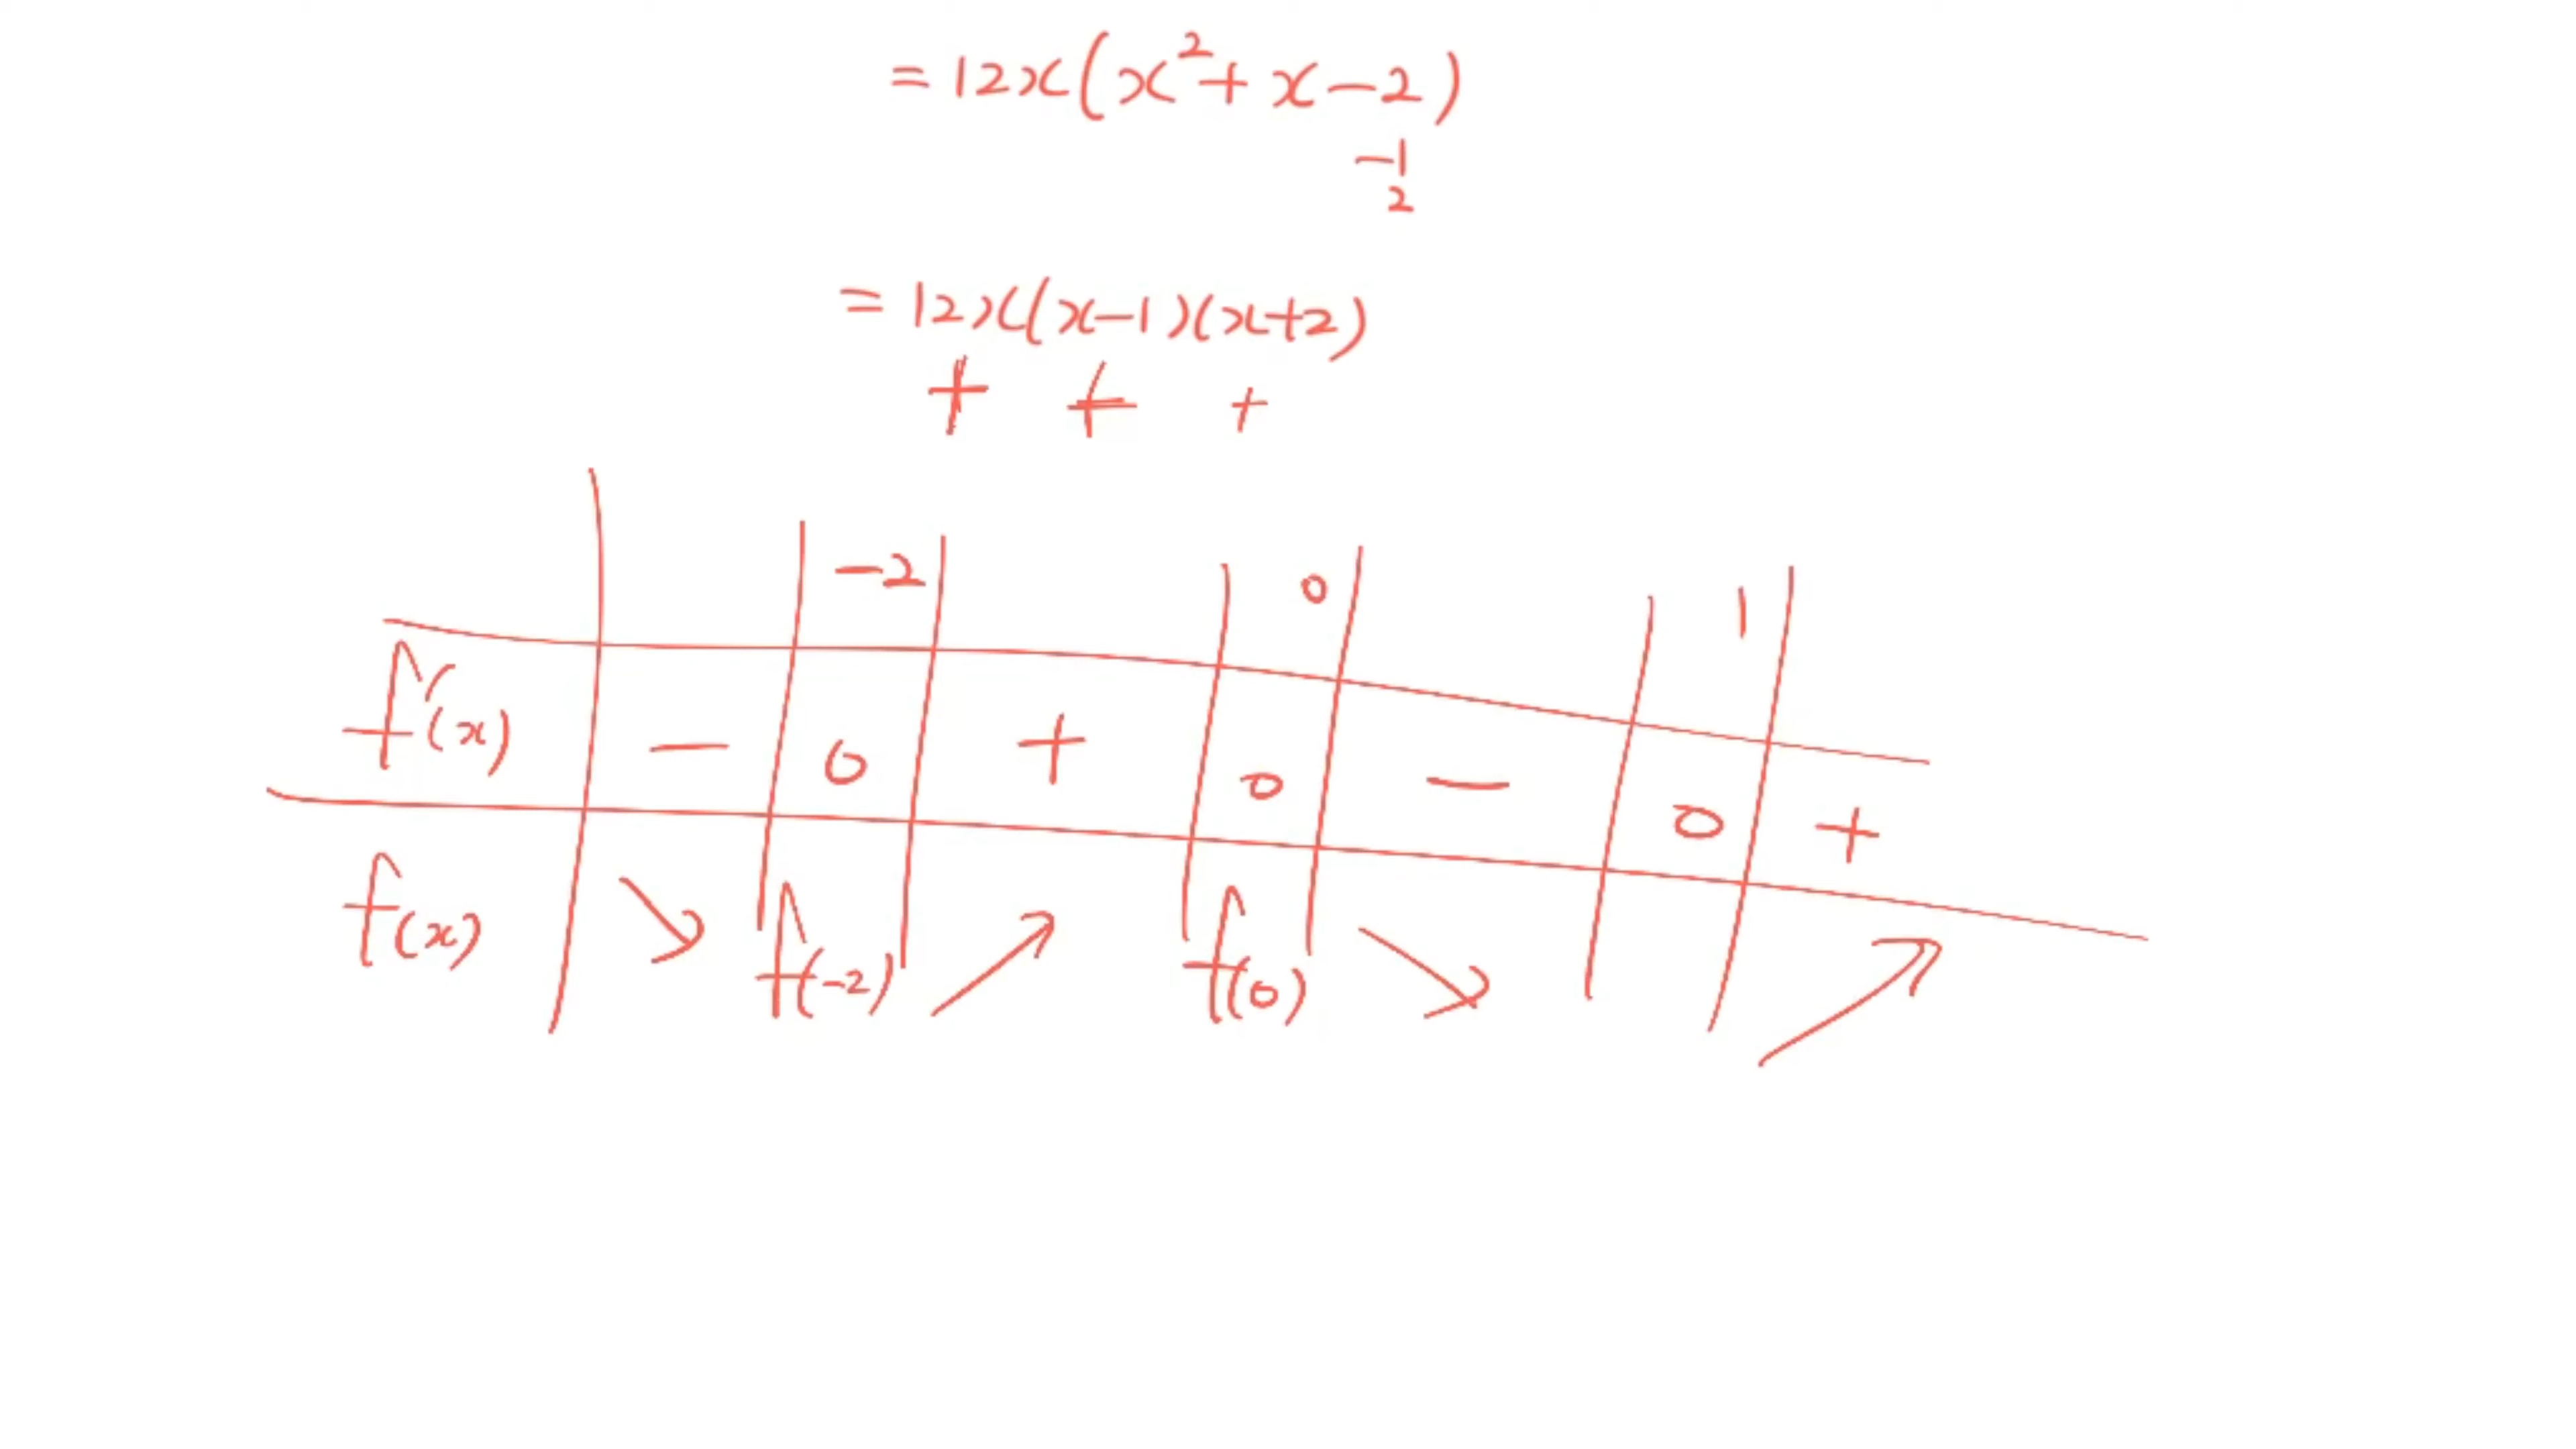 = 12x(x²+x-2)
-1
2
= 12x(x-1)(x+2)
+ + +
-2 0 1
f'(x) - 0 + 0 - 0 +
f(x) ↘ f(-2) ↗ f(0) ↘ ↗